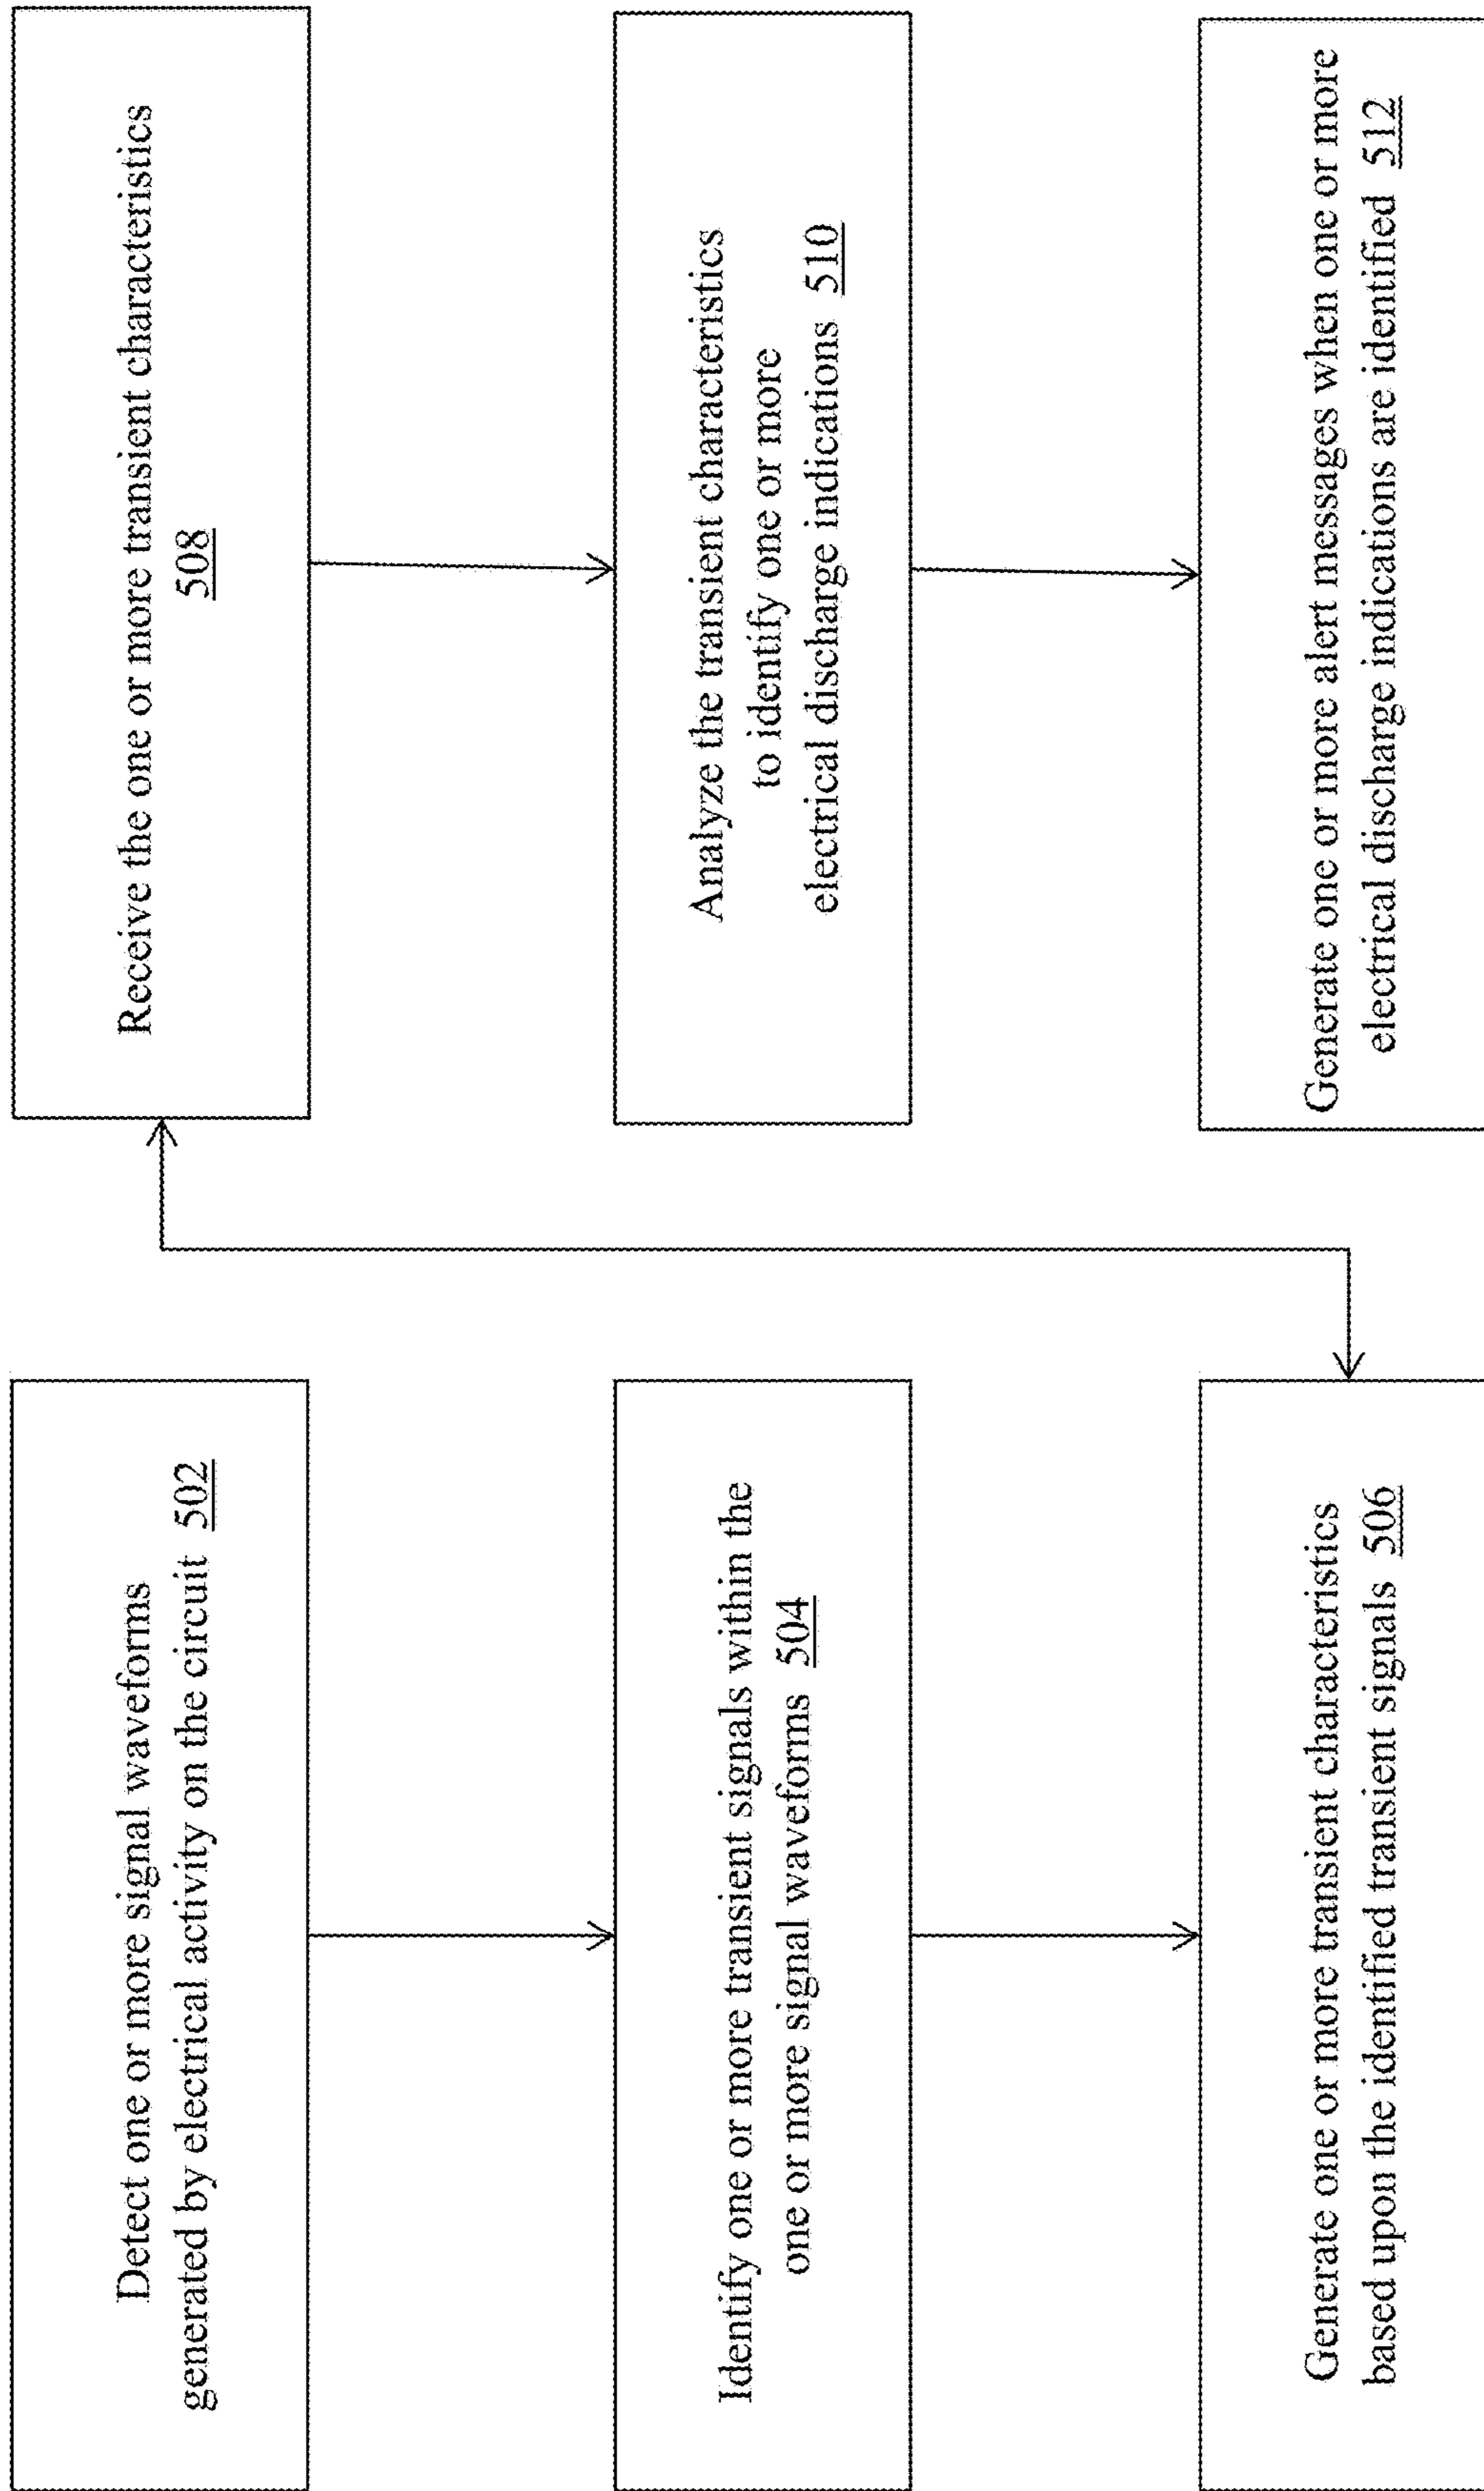 Detect one or more signal waveforms
generated by electrical activity on the circuit 502
Identify one or more transient signals within the
one or more signal waveforms 504
Generate one or more transient characteristics
based upon the identified transient signals 506
Receive the one or more transient characteristics
508
Analyze the transient characteristics
to identify one or more
electrical discharge indications 510
Generate one or more alert messages when one or more
electrical discharge indications are identified 512